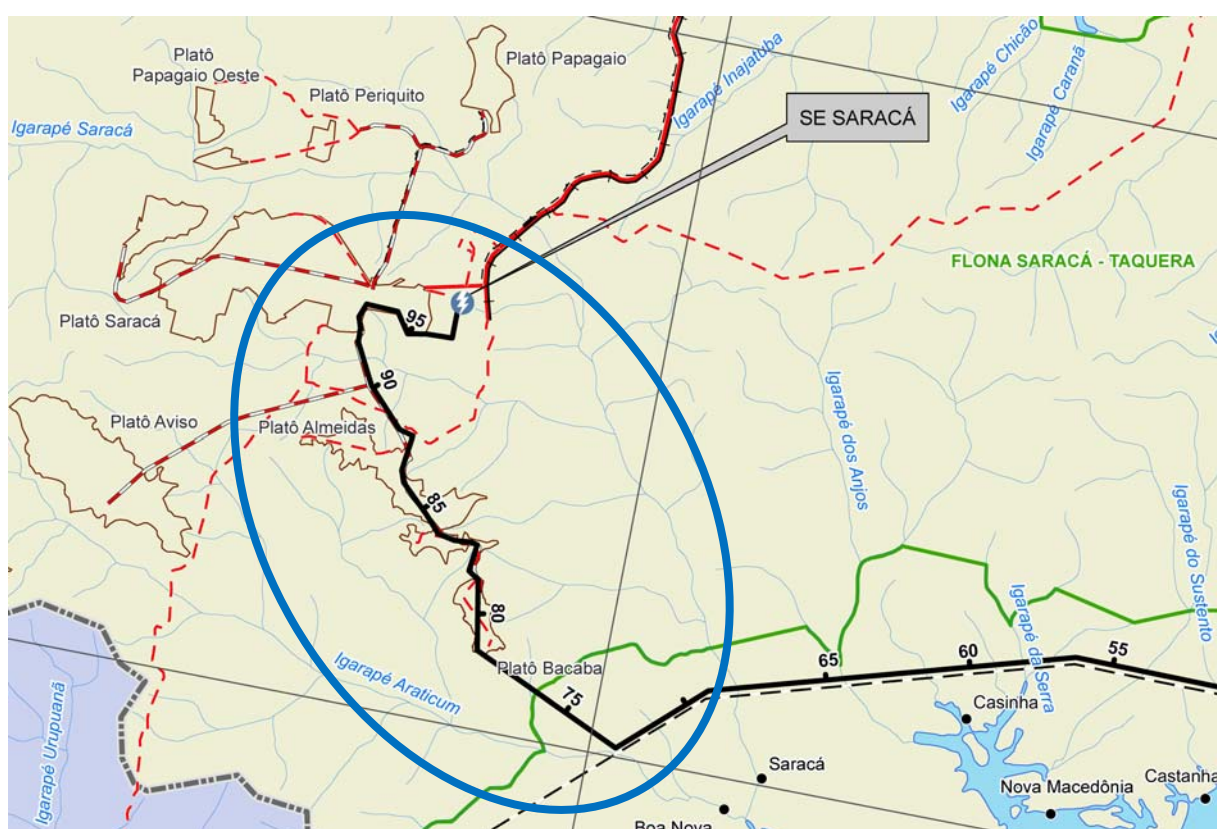 Platô
Papagaio Oeste
Platô Papagaio
Platô Periquito
Igarapé Saracá
Igarapé Inajatuba
Igarapé Chicão
Igarapé Caraná
SE SARACÁ
FLONA SARACÁ - TAQUERA
Platô Saracá
95
90
Platô Aviso
Platô Almeidas
85
80
Igarapé dos Anjos
Igarapé do Sustento
Igarapé da Serra
Igarapé Araticum
Igarapé Urupuanã
Platô Bacaba
75
65
60
55
Casinha
Saracá
Nova Macedônia
Castanha
Boa Nova